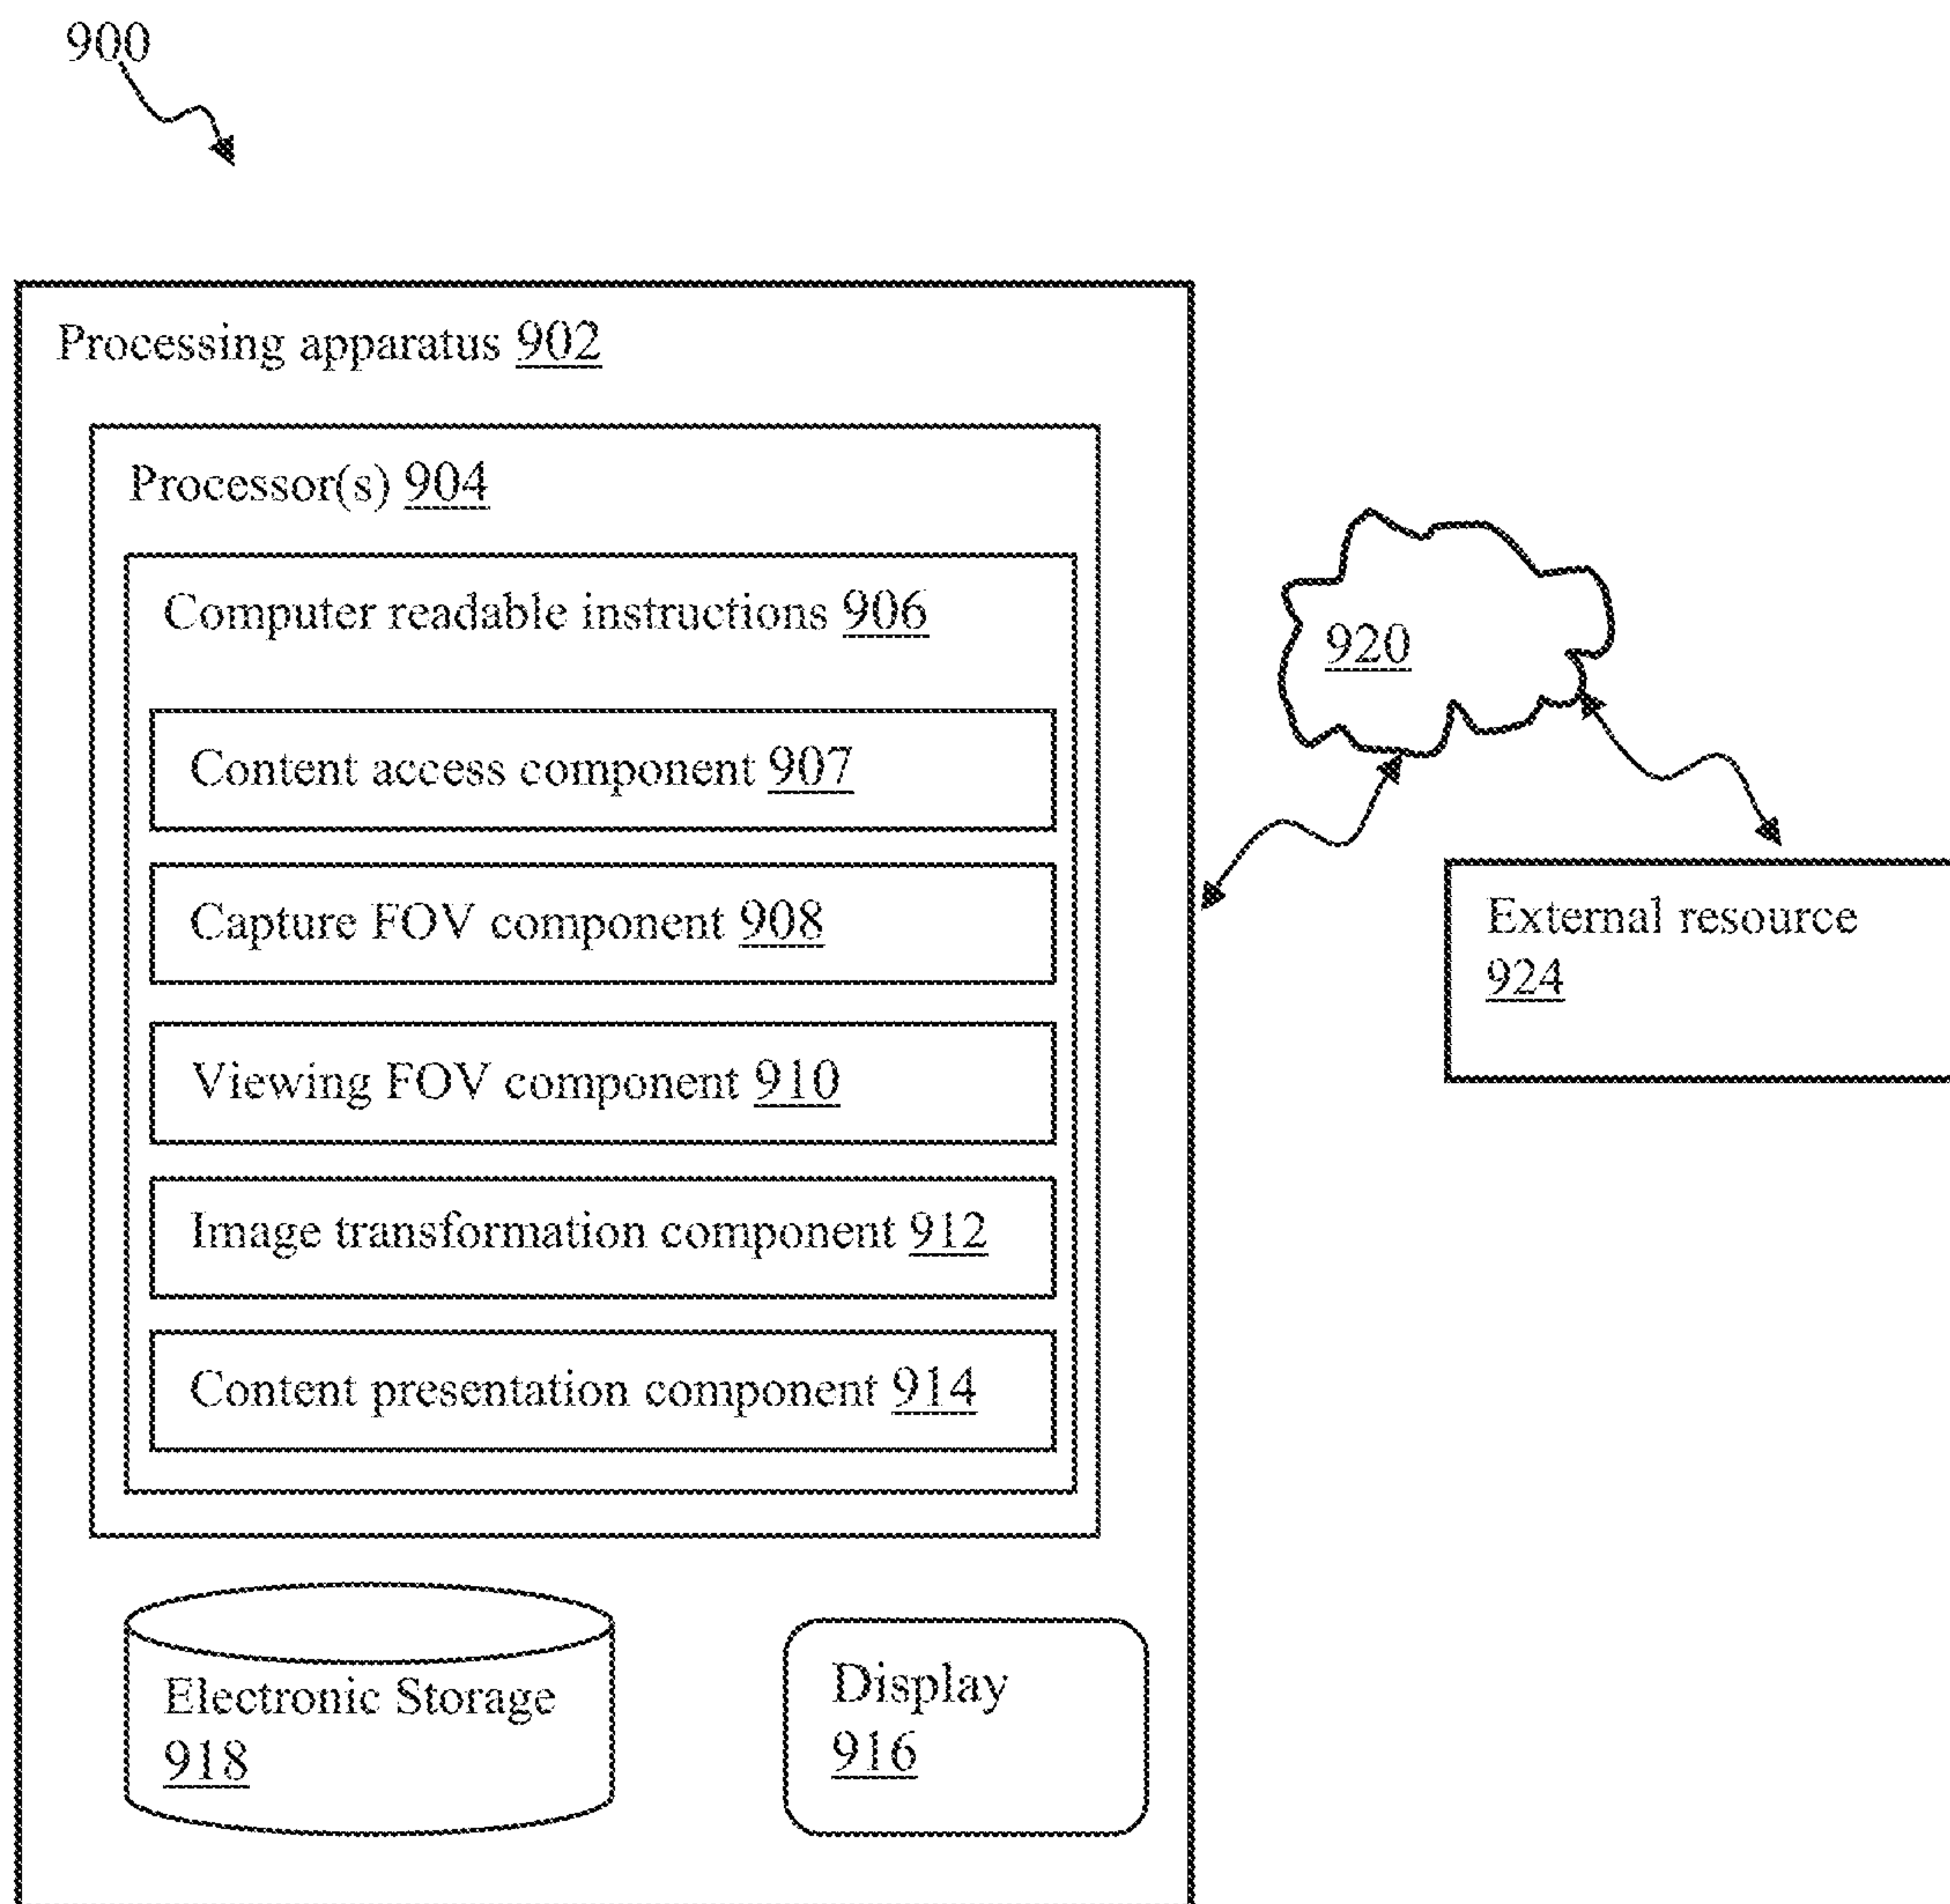 900
Processing apparatus 902
Processor(s) 904
Computer readable instructions 906
Content access component 907
Capture FOV component 908
Viewing FOV component 910
Image transformation component 912
Content presentation component 914
Electronic Storage
918
Display
916
920
External resource
924